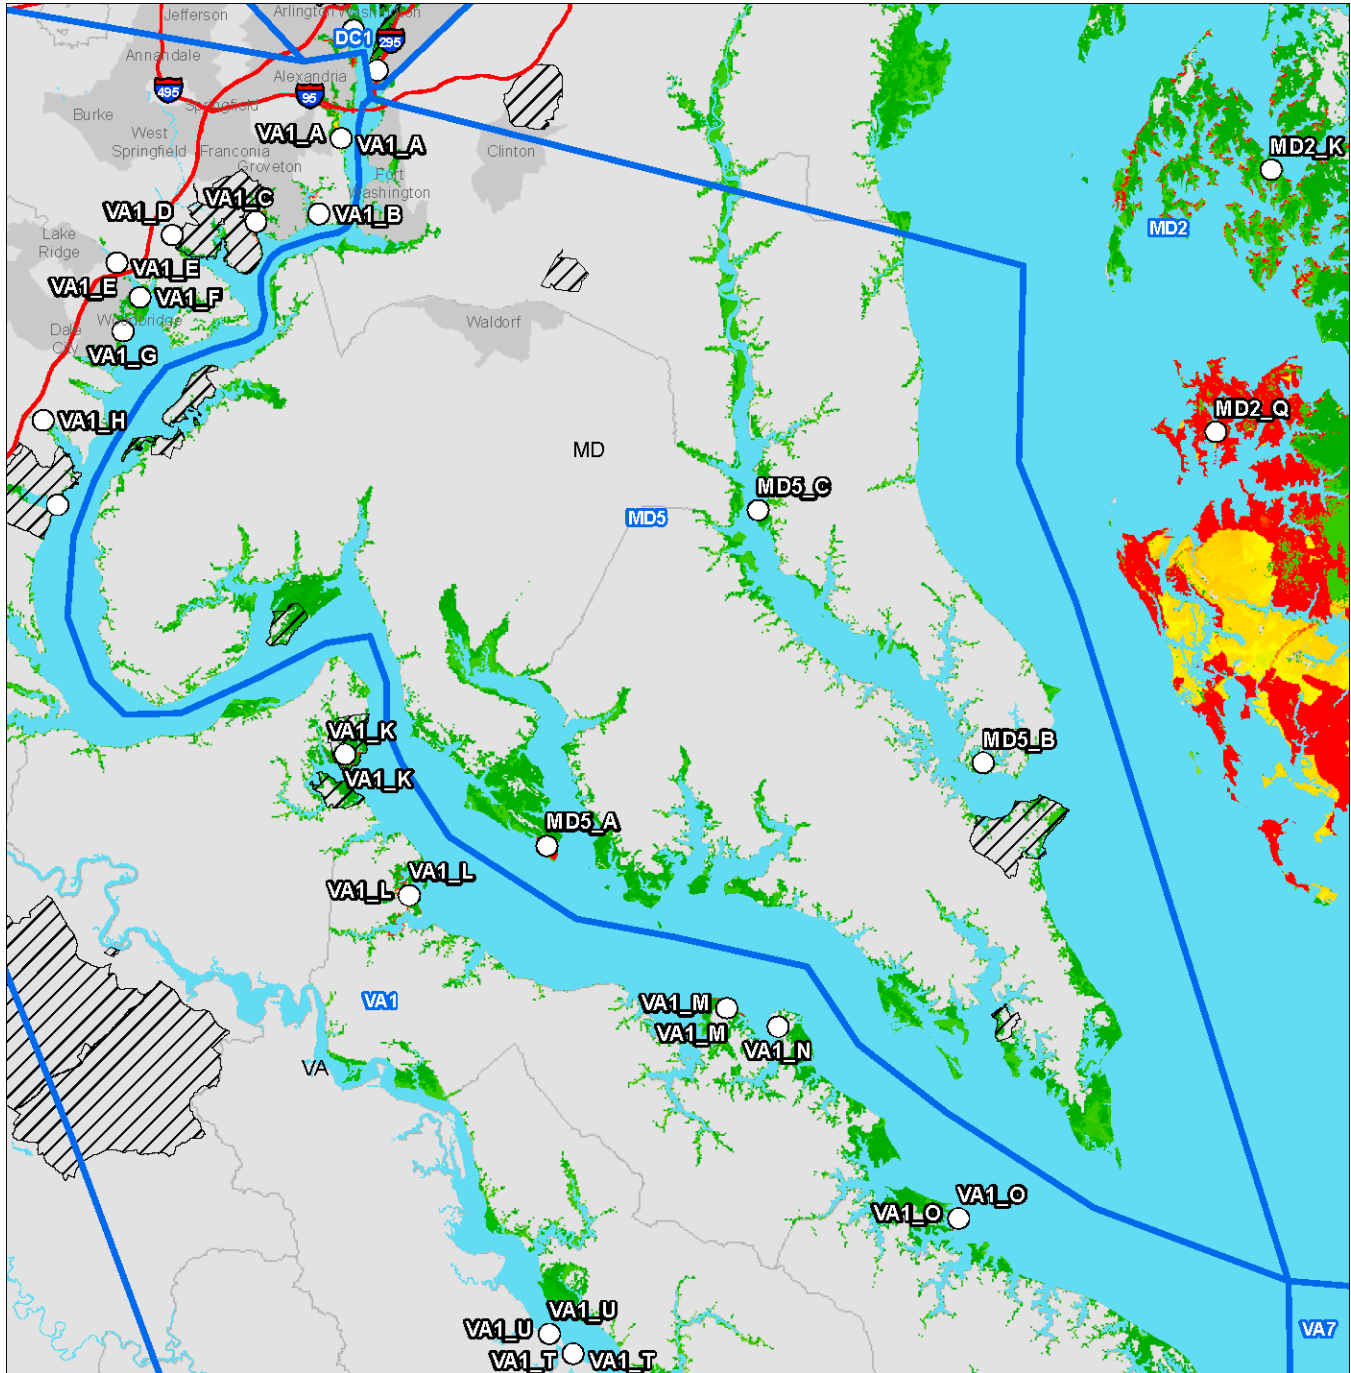 Jefferson
Arlington
Washington
DC1
295
Annandale
Alexandria
495
95
Springfield
Burke
West
Springfield
Franconia
VA1_A
VA1_A
Clinton
Groveton
Fort
Washington
MD2_K
VA1_C
VA1_D
VA1_B
MD2
Lake
Ridge
VA1_E
VA1_E
VA1_F
Woodbridge
Dale
City
Waldorf
VA1_G
MD2_Q
VA1_H
MD
MD5_C
MD5
VA1_K
VA1_K
MD5_B
MD5_A
VA1_L
VA1_L
VA1
VA1_M
VA1_M
VA1_N
VA
VA1_O
VA1_O
VA1_U
VA1_U
VA7
VA1_T
VA1_T